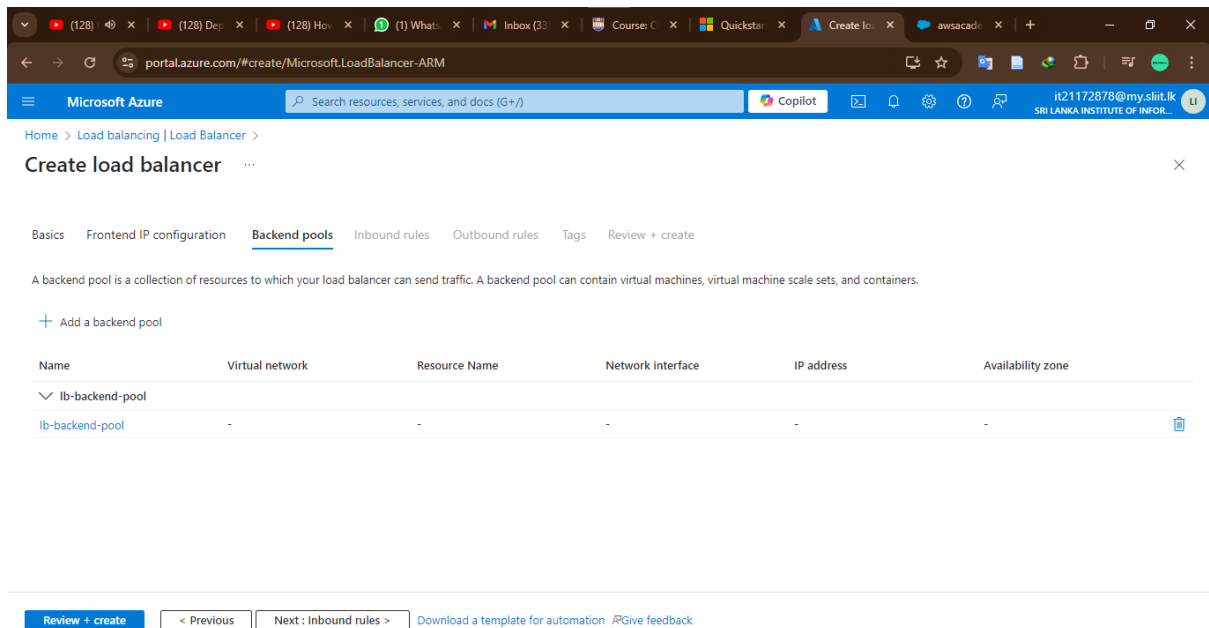 (128)
(128) Dep
(128) How
(1) Whats
Inbox (33)
Course: C
Quickstar
Create loa
awsacade
portal.azure.com/#create/Microsoft.LoadBalancer-ARM
Microsoft Azure
Search resources, services, and docs (G+/)
Copilot
it21172878@my.sliit.lk
SRI LANKA INSTITUTE OF INFOR...
LI
Home > Load balancing | Load Balancer >
Create load balancer ...
Basics Frontend IP configuration Backend pools Inbound rules Outbound rules Tags Review + create
A backend pool is a collection of resources to which your load balancer can send traffic. A backend pool can contain virtual machines, virtual machine scale sets, and containers.
+ Add a backend pool
Name Virtual network Resource Name Network interface IP address Availability zone
lb-backend-pool
lb-backend-pool - - - - -
Review + create < Previous Next : Inbound rules > Download a template for automation Give feedback